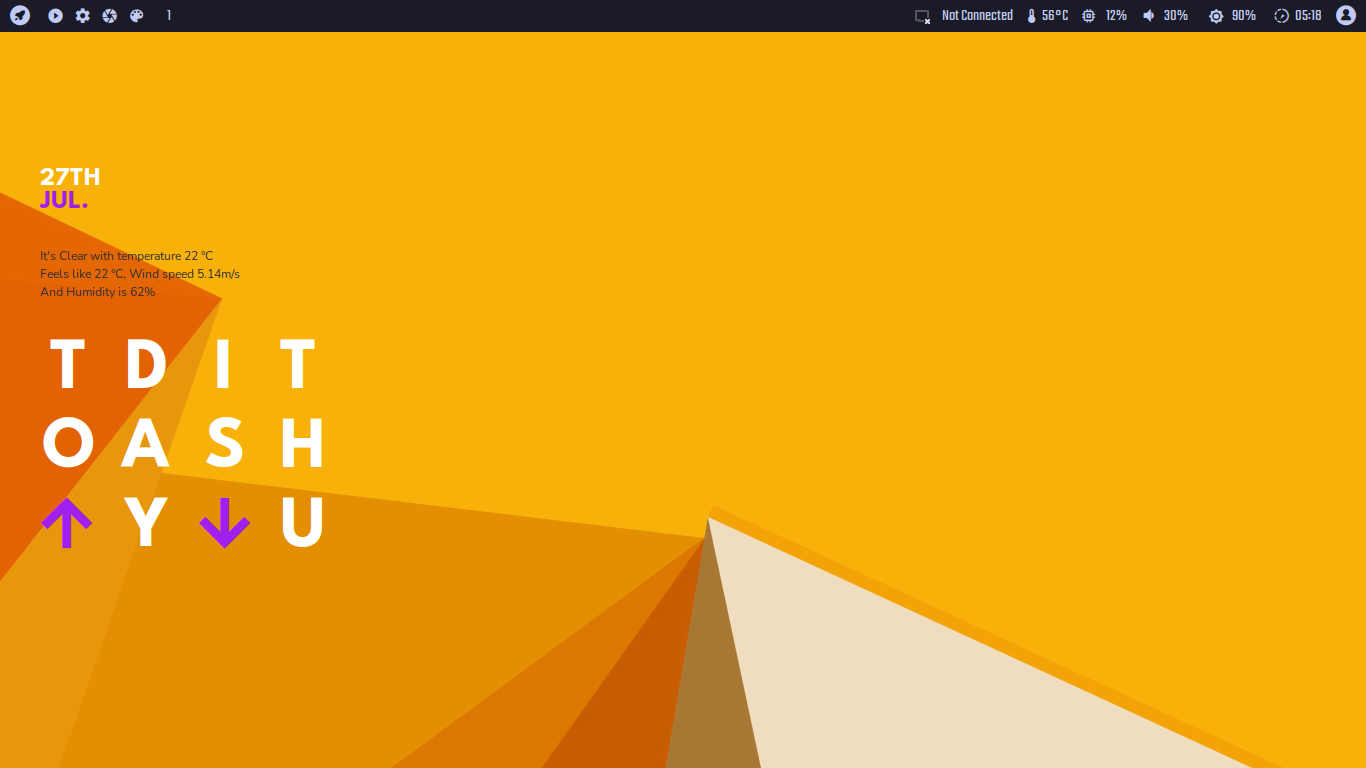 1
Not Connected 56°C 12% 30% 90% 05:18
27TH
JUL.
It's Clear with temperature 22 °C
Feels like 22 °C, Wind speed 5.14m/s
And Humidity is 62%
T D I T
O A S H
↑ Y ↓ U